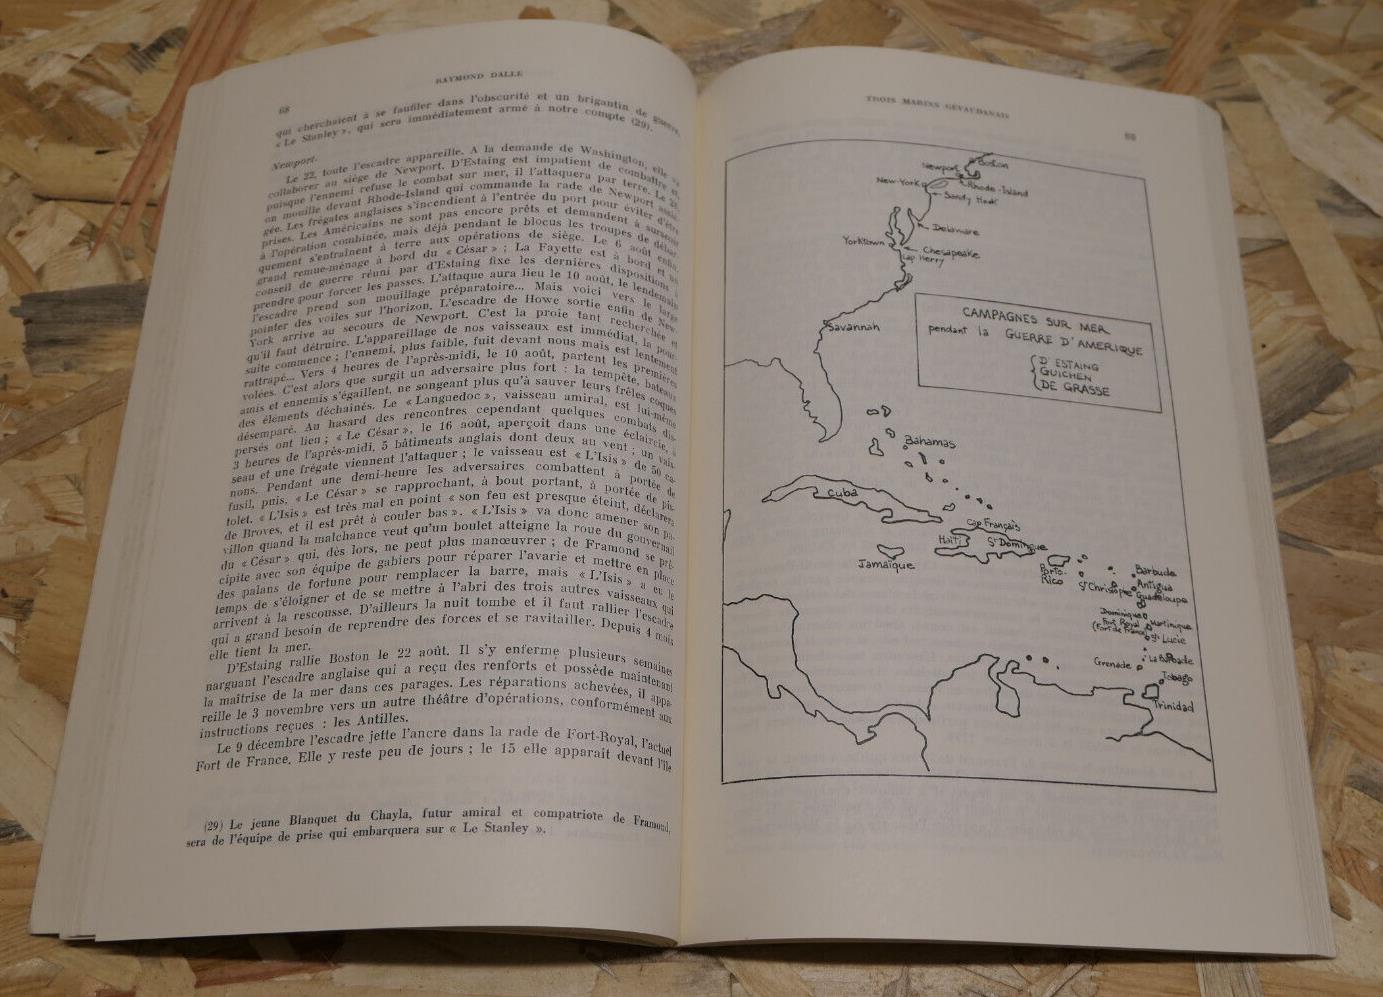 68
RAYMOND DALLE
qui cherchaient à se faufiler dans l'obscurité et un brigantin de guerre,
« Le Stanley », qui sera immédiatement armé à notre compte (29).
Newport.
Le 22, toute l'escadre appareille. A la demande de Washington, elle va
collaborer au siège de Newport. D'Estaing est impatient de combattre et,
puisque l'ennemi refuse le combat sur mer, il l'attaquera par terre. Le 29,
on mouille devant Rhode-Island qui commande la rade de Newport assié-
gée. Les frégates anglaises s'incendient à l'entrée du port pour éviter d'être
prises. Les Américains ne sont pas encore prêts et demandent à surseoir
à l'opération combinée, mais déjà pendant le blocus les troupes de débar-
quement s'entraînent à terre aux opérations de siège. Le 6 août enfin,
grand remue-ménage à bord du « César » ; La Fayette est à bord et un
conseil de guerre réuni par d'Estaing fixe les dernières dispositions à
prendre pour forcer les passes. L'attaque aura lieu le 10 août, le lendemain
l'escadre prend son mouillage préparatoire... Mais voici vers le large
pointer des voiles sur l'horizon. L'escadre de Howe sortie enfin de New-
York arrive au secours de Newport. C'est la proie tant recherchée et
qu'il faut détruire. L'appareillage de nos vaisseaux est immédiat, la pour-
suite commence ; l'ennemi, plus faible, fuit devant nous mais est lentement
rattrapé... Vers 4 heures de l'après-midi, le 10 août, partent les premières
volées. C'est alors que surgit un adversaire plus fort : la tempête, bateaux
amis et ennemis s'égaillent, ne songeant plus qu'à sauver leurs frêles coques
des éléments déchaînés. Le « Languedoc », vaisseau amiral, est lui-même
désemparé. Au hasard des rencontres cependant quelques combats dis-
persés ont lieu ; « Le César », le 16 août, aperçoit dans une éclaircie, à
3 heures de l'après-midi, 5 bâtiments anglais dont deux au vent ; un vais-
seau et une frégate viennent l'attaquer ; le vaisseau est « L'Isis » de 50 ca-
nons. Pendant une demi-heure les adversaires combattent à portée de
fusil, puis, « Le César » se rapprochant, à bout portant, à portée de pis-
tolet. « L'Isis » est très mal en point « son feu est presque éteint, déclarera
de Broves, et il est prêt à couler bas ». « L'Isis » va donc amener son pa-
villon quand la malchance veut qu'un boulet atteigne la roue du gouvernail
du « César » qui, dès lors, ne peut plus manœuvrer ; de Framond se pré-
cipite avec son équipe de gabiers pour réparer l'avarie et mettre en place
des palans de fortune pour remplacer la barre, mais « L'Isis » a eu le
temps de s'éloigner et de se mettre à l'abri des trois autres vaisseaux qui
arrivent à la rescousse. D'ailleurs la nuit tombe et il faut rallier l'escadre
qui a grand besoin de reprendre des forces et se ravitailler. Depuis 4 mois
elle tient la mer.
D'Estaing rallie Boston le 22 août. Il s'y enferme plusieurs semaines
narguant l'escadre anglaise qui a reçu des renforts et possède maintenant
la maîtrise de la mer dans ces parages. Les réparations achevées, il appa-
reille le 3 novembre vers un autre théâtre d'opérations, conformément aux
instructions reçues : les Antilles.
Le 9 décembre l'escadre jette l'ancre dans la rade de Fort-Royal, l'actuel
Fort de France. Elle y reste peu de jours ; le 15 elle apparaît devant l'île
(29) Le jeune Blanquet du Chayla, futur amiral et compatriote de Framond,
sera de l'équipe de prise qui embarquera sur « Le Stanley ».
TROIS MARINS GÉVAUDANAIS
69
Boston
Newport
Rhode-Island
New-York
Sandy Hook
Delaware
Yorktown
Chesapeake
Cap Henry
Savannah
CAMPAGNES SUR MER
pendant la GUERRE D'AMERIQUE
D'ESTAING
GUICHEN
DE GRASSE
Bahamas
Cuba
Cap Français
Haïti
St Domingue
Jamaïque
Porto-
Rico
Barbude
Antigua
St Christophe
Guadeloupe
Dominique
Fort Royal
(Fort de France)
Martinique
Ste Lucie
La Barbade
Grenade
Tobago
Trinidad